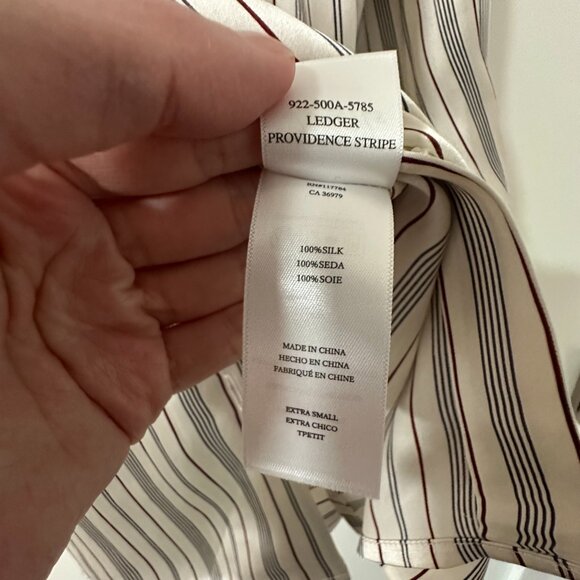 922-500A-5785
LEDGER
PROVIDENCE STRIPE
RN#117784
CA 36979
100%SILK
100%SEDA
100%SOIE
MADE IN CHINA
HECHO EN CHINA
FABRIQUÉ EN CHINE
EXTRA SMALL
EXTRA CHICO
TPETIT